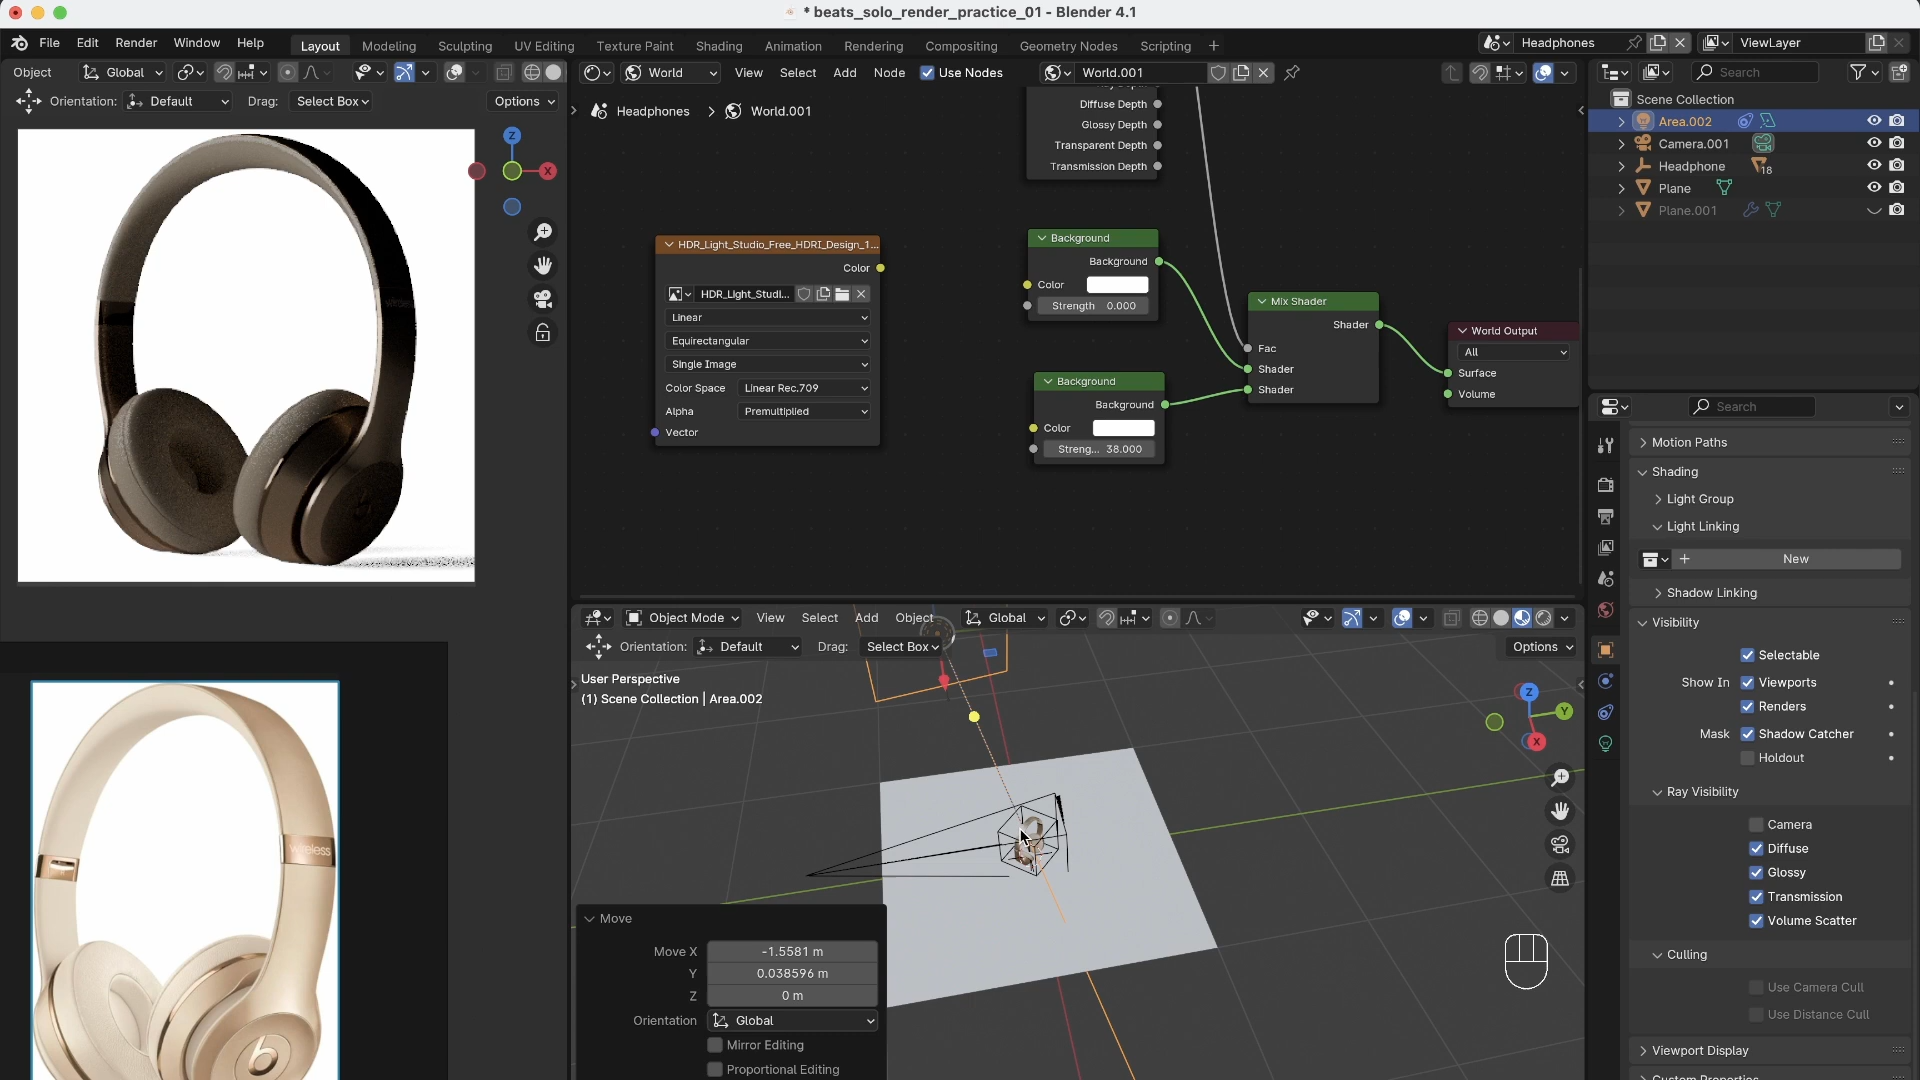 * beats_solo_render_practice_01 - Blender 4.1
File Edit Render Window Help
Layout Modeling Sculpting UV Editing Texture Paint Shading Animation Rendering Compositing Geometry Nodes Scripting +
Headphones
ViewLayer
Object Global
World View Select Add Node Use Nodes World.001
Search
Orientation: Default Drag: Select Box Options
Headphones > World.001
Scene Collection
Area.002
Camera.001
Headphone 18
Plane
Plane.001
Z
X
Diffuse Depth
Glossy Depth
Transparent Depth
Transmission Depth
HDR_Light_Studio_Free_HDRI_Design_1...
Color
HDR_Light_Studi...
Linear
Equirectangular
Single Image
Color Space Linear Rec.709
Alpha Premultiplied
Vector
Background
Background
Color
Strength 0.000
Background
Background
Color
Streng... 38.000
Mix Shader
Shader
Fac
Shader
Shader
World Output
All
Surface
Volume
Search
Motion Paths
Shading
Light Group
Light Linking
+ New
Shadow Linking
Visibility
Selectable
Show In Viewports
Renders
Mask Shadow Catcher
Holdout
Ray Visibility
Camera
Diffuse
Glossy
Transmission
Volume Scatter
Culling
Use Camera Cull
Use Distance Cull
Viewport Display
Custom Properties
Object Mode View Select Add Object Global
Orientation: Default Drag: Select Box Options
User Perspective
(1) Scene Collection | Area.002
Z
Y
X
Move
Move X -1.5581 m
Y 0.038596 m
Z 0 m
Orientation Global
Mirror Editing
Proportional Editing
wireless
b